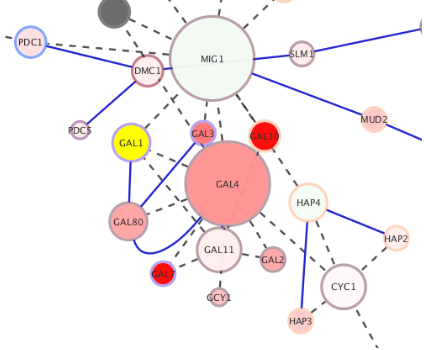 PDC1
MIG1
SLM1
DMC1
MUD2
PDC5
GAL1
GAL3
GAL10
GAL4
HAP4
GAL80
HAP2
GAL11
GAL2
GAL7
CYC1
GCY1
HAP3